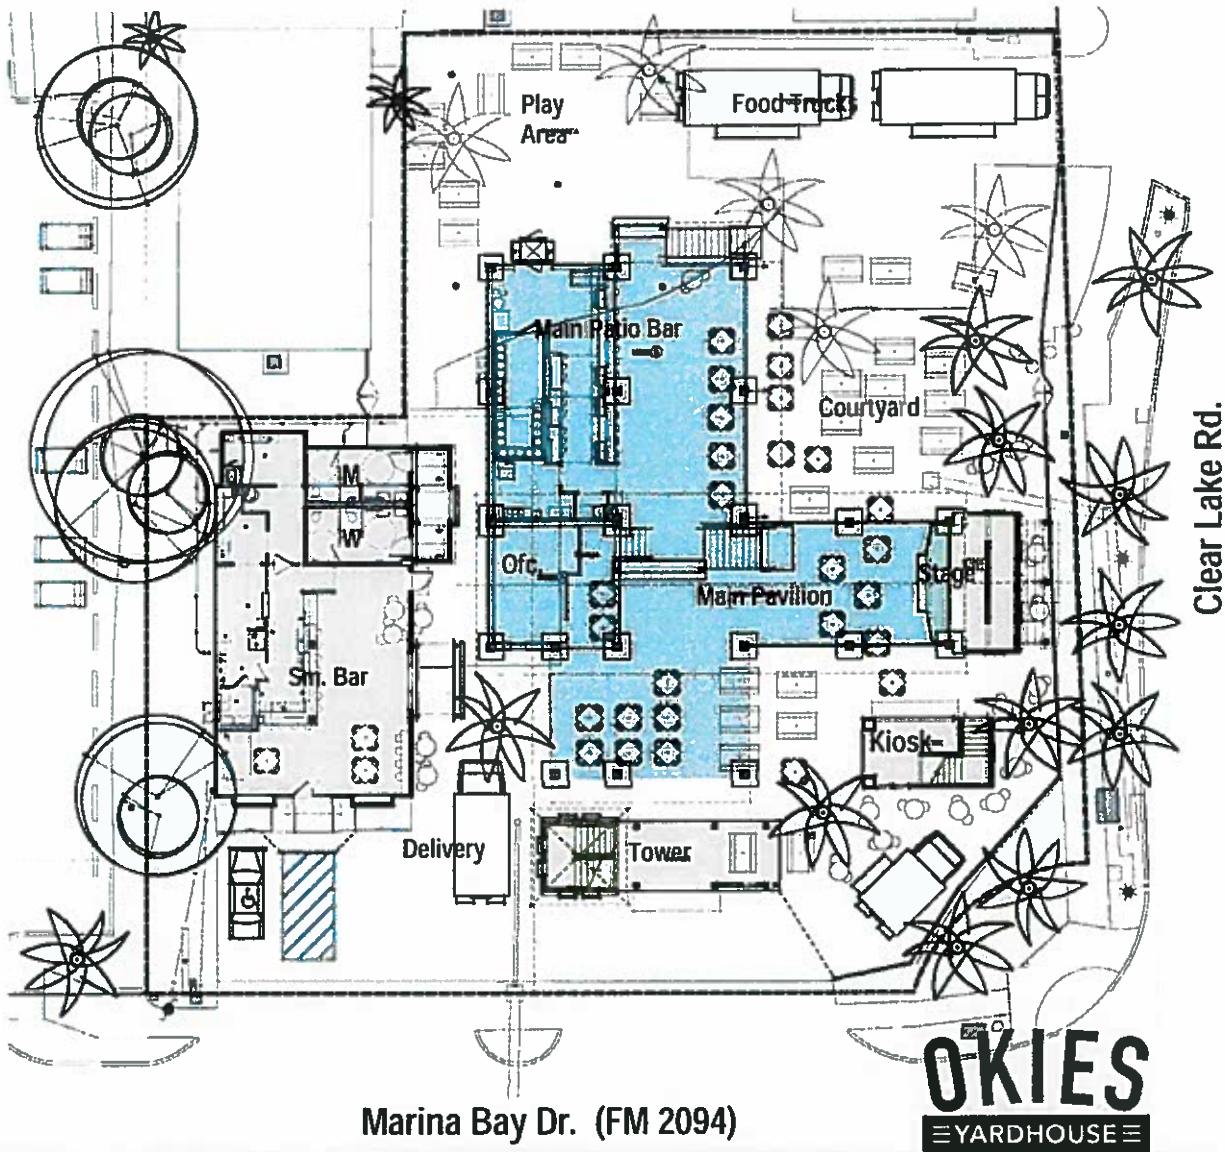 Play
Area
Food Trucks
Main Patio Bar
Courtyard
Clear Lake Rd.
M
W
Ofc.
Stage
Main Pavilion
Sm. Bar
Kiosk
Delivery
Tower
OKIES
YARDHOUSE
Marina Bay Dr. (FM 2094)